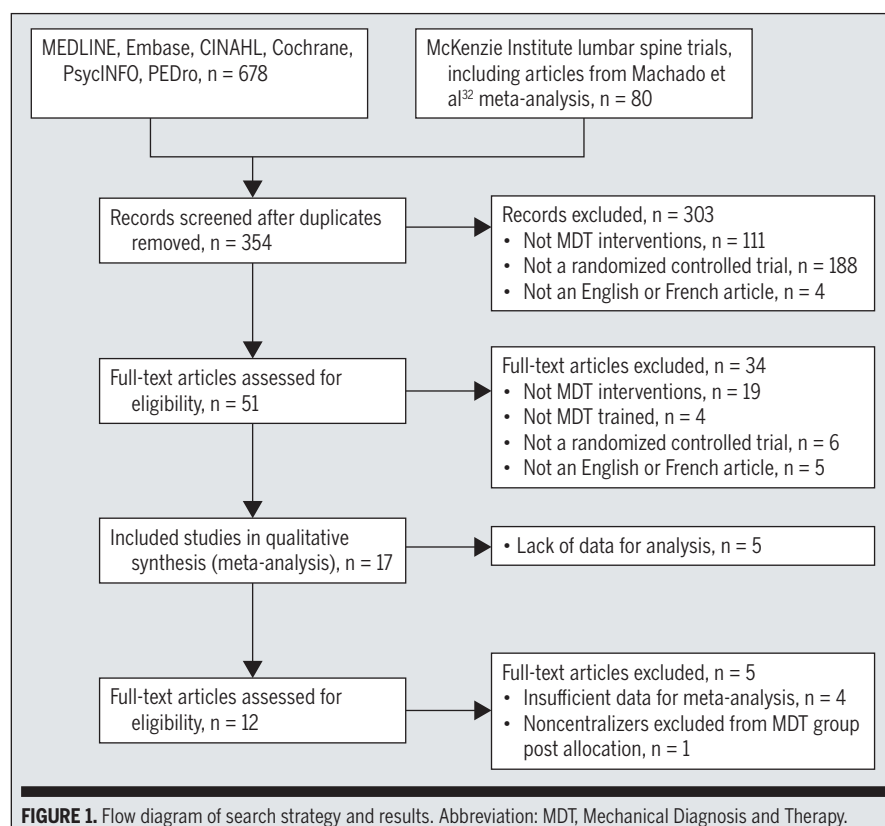 MEDLINE, Embase, CINAHL, Cochrane,
PsycINFO, PEDro, n = 678
McKenzie Institute lumbar spine trials,
including articles from Machado et
al32 meta-analysis, n = 80
Records screened after duplicates
removed, n = 354
Records excluded, n = 303
• Not MDT interventions, n = 111
• Not a randomized controlled trial, n = 188
• Not an English or French article, n = 4
Full-text articles assessed for
eligibility, n = 51
Full-text articles excluded, n = 34
• Not MDT interventions, n = 19
• Not MDT trained, n = 4
• Not a randomized controlled trial, n = 6
• Not an English or French article, n = 5
Included studies in qualitative
synthesis (meta-analysis), n = 17
• Lack of data for analysis, n = 5
Full-text articles assessed for
eligibility, n = 12
Full-text articles excluded, n = 5
• Insufficient data for meta-analysis, n = 4
• Noncentralizers excluded from MDT group
post allocation, n = 1
FIGURE 1. Flow diagram of search strategy and results. Abbreviation: MDT, Mechanical Diagnosis and Therapy.